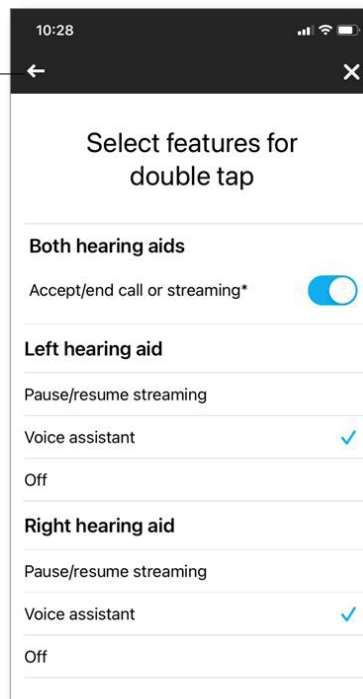 10:28
Select features for
double tap
Both hearing aids
Accept/end call or streaming*
Left hearing aid
Pause/resume streaming
Voice assistant
Off
Right hearing aid
Pause/resume streaming
Voice assistant
Off